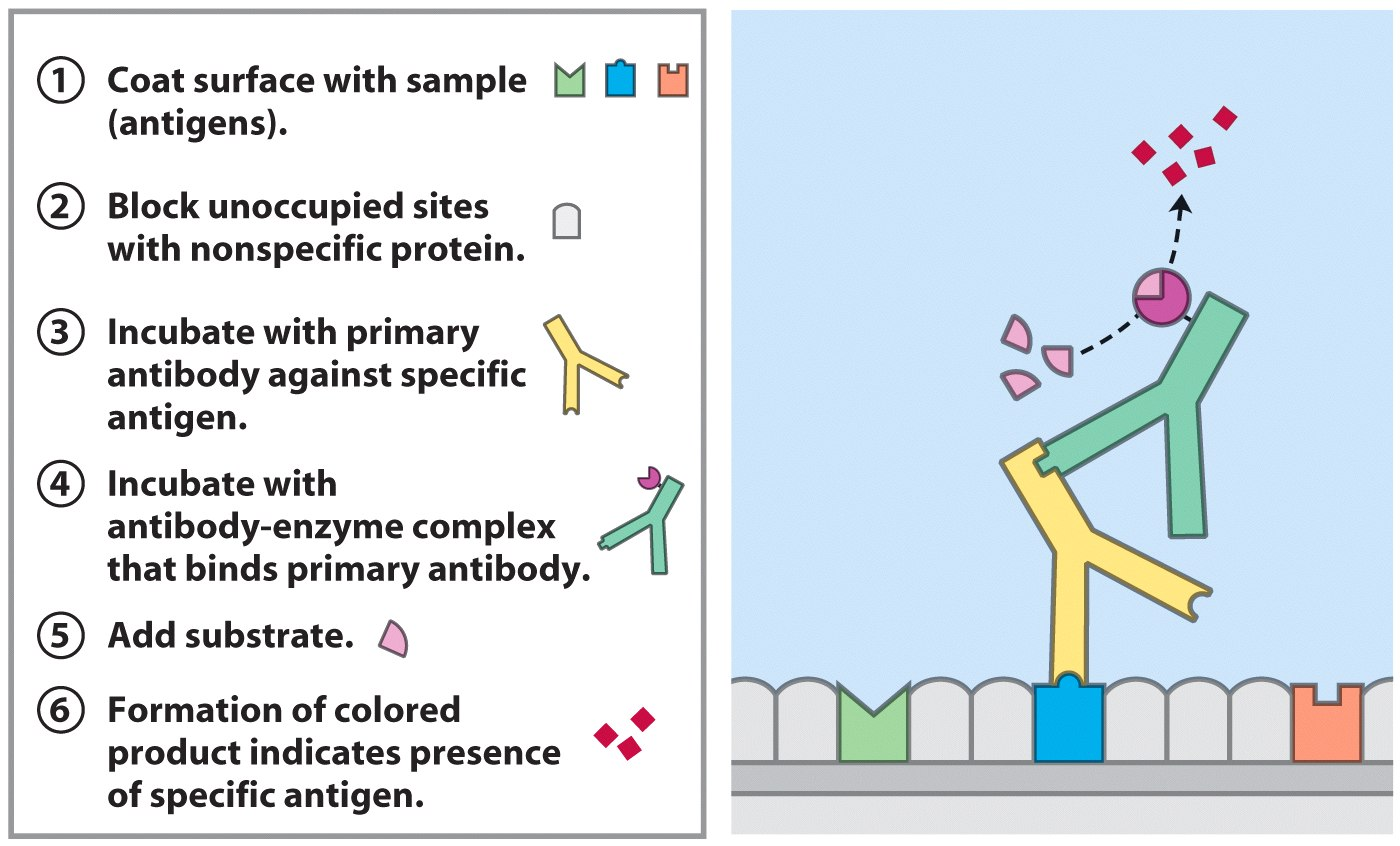 ① Coat surface with sample
(antigens).
② Block unoccupied sites
with nonspecific protein.
③ Incubate with primary
antibody against specific
antigen.
④ Incubate with
antibody-enzyme complex
that binds primary antibody.
⑤ Add substrate.
⑥ Formation of colored
product indicates presence
of specific antigen.